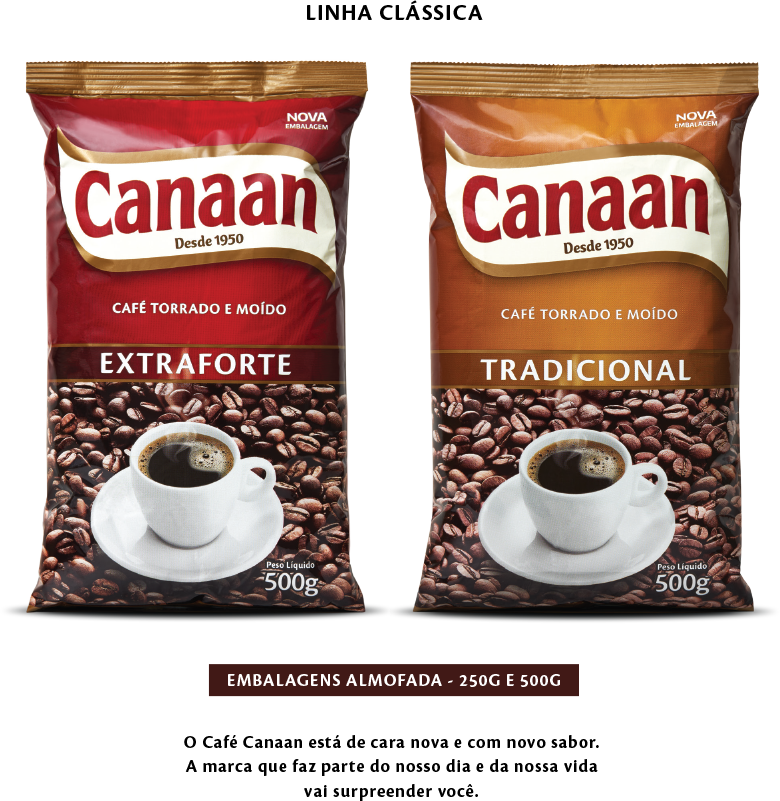 LINHA CLÁSSICA
NOVA
EMBALAGEM
Canaan
Desde 1950
CAFÉ TORRADO E MOÍDO
EXTRAFORTE
Peso Líquido
500g
NOVA
EMBALAGEM
Canaan
Desde 1950
CAFÉ TORRADO E MOÍDO
TRADICIONAL
Peso Líquido
500g
EMBALAGENS ALMOFADA - 250G E 500G
O Café Canaan está de cara nova e com novo sabor.
A marca que faz parte do nosso dia e da nossa vida
vai surpreender você.